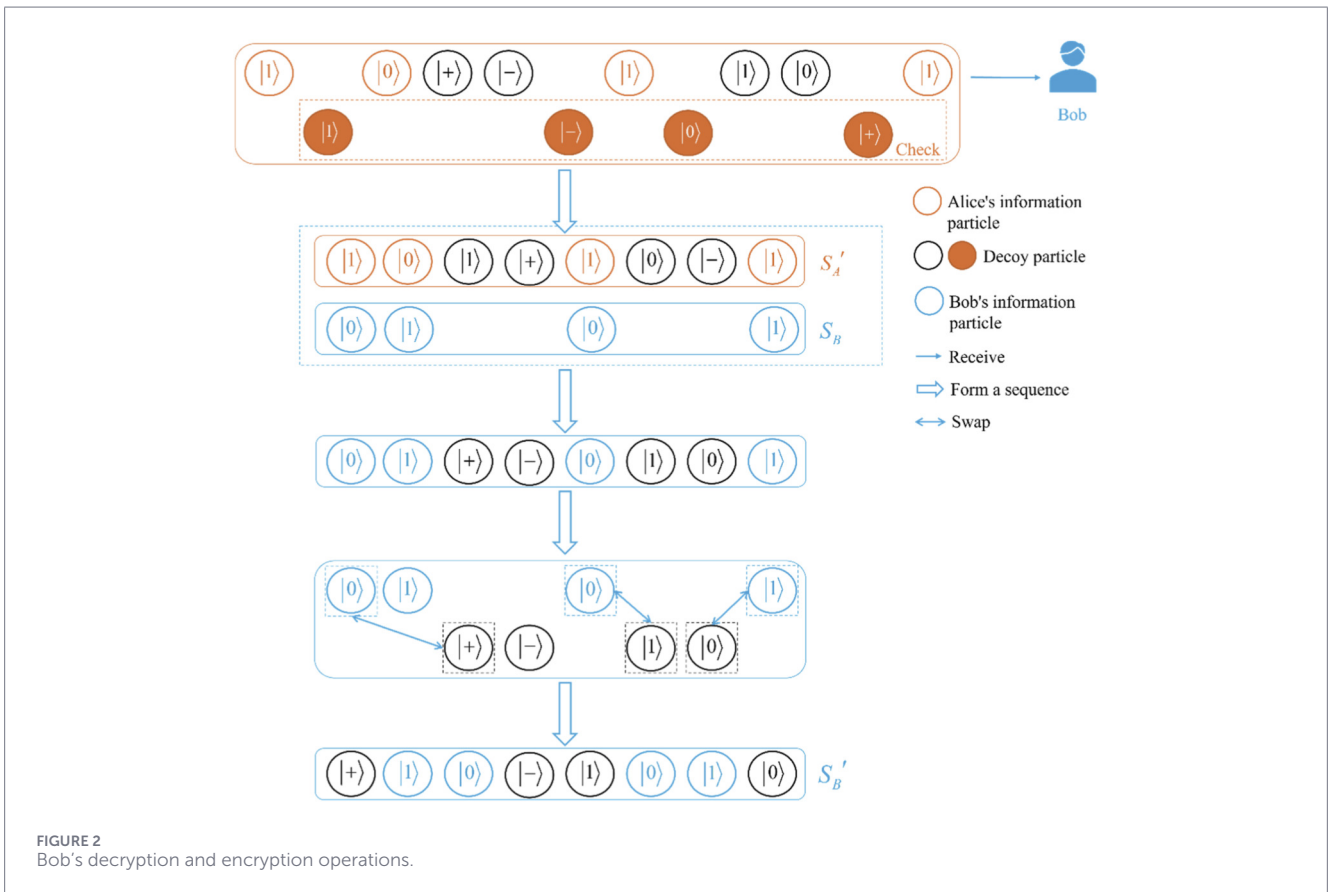 |1⟩ |0⟩ |+⟩ |−⟩ |1⟩ |1⟩ |0⟩ |1⟩
Bob
|1⟩ |−⟩ |0⟩ |+⟩
Check
Alice's information
particle
Decoy particle
Bob's information
particle
Receive
Form a sequence
Swap
|1⟩ |0⟩ |1⟩ |+⟩ |1⟩ |0⟩ |−⟩ |1⟩ S_A'
|0⟩ |1⟩ |0⟩ |1⟩ S_B
|0⟩ |1⟩ |+⟩ |−⟩ |0⟩ |1⟩ |0⟩ |1⟩
|0⟩ |1⟩ |0⟩ |1⟩
|+⟩ |−⟩ |1⟩ |0⟩
|+⟩ |1⟩ |0⟩ |−⟩ |1⟩ |0⟩ |1⟩ |0⟩ S_B'
FIGURE 2
Bob's decryption and encryption operations.